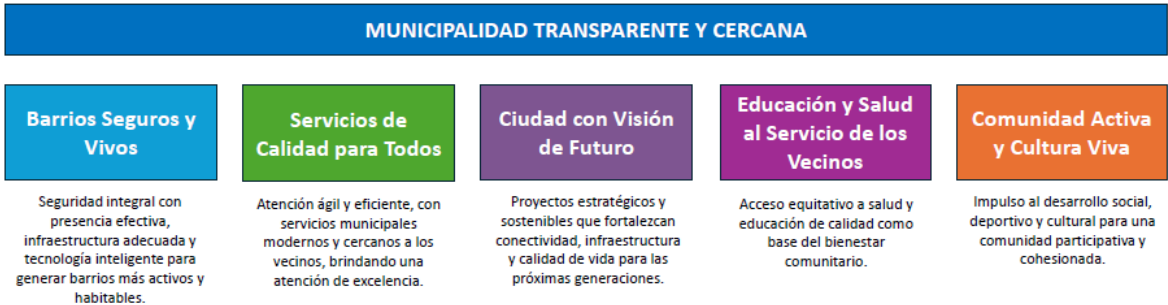 MUNICIPALIDAD TRANSPARENTE Y CERCANA
Barrios Seguros y
Vivos
Seguridad integral con
presencia efectiva,
infraestructura adecuada y
tecnología inteligente para
generar barrios más activos y
habitables.
Servicios de
Calidad para Todos
Atención ágil y eficiente, con
servicios municipales
modernos y cercanos a los
vecinos, brindando una
atención de excelencia.
Ciudad con Visión
de Futuro
Proyectos estratégicos y
sostenibles que fortalezcan
conectividad, infraestructura
y calidad de vida para las
próximas generaciones.
Educación y Salud
al Servicio de los
Vecinos
Acceso equitativo a salud y
educación de calidad como
base del bienestar
comunitario.
Comunidad Activa
y Cultura Viva
Impulso al desarrollo social,
deportivo y cultural para una
comunidad participativa y
cohesionada.